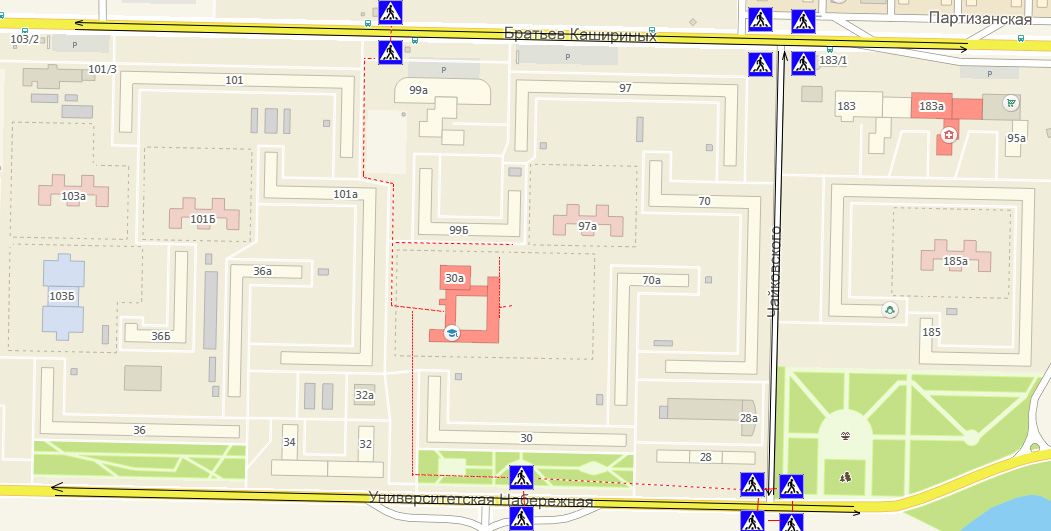 Партизанская
Братьев Кашириных
103/2
P
P
P
183/1
101/3
P
101
99а
97
183
183а
95а
103а
101а
101Б
70
99Б
97а
185а
36а
30а
70а
103Б
Чайковского
36Б
185
32а
28а
36
34
32
30
28
Университетская Набережная